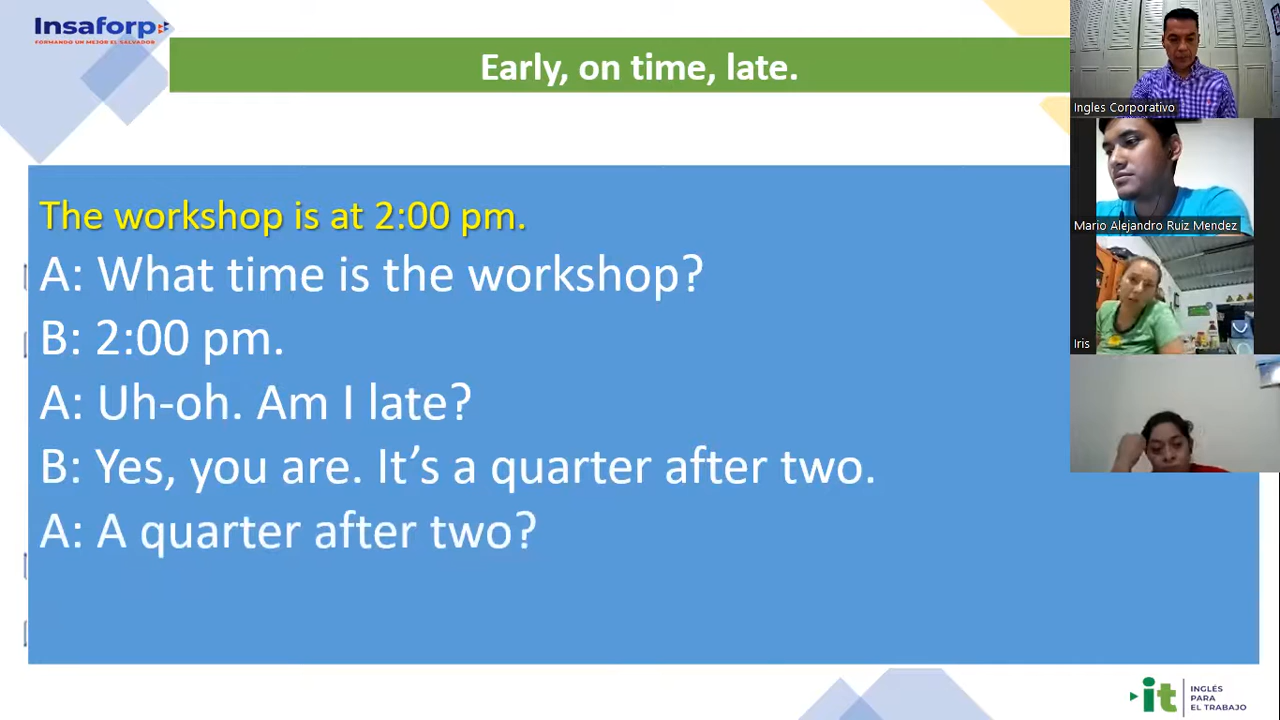 Insaforp
FORMANDO UN MEJOR EL SALVADOR
Early, on time, late.
The workshop is at 2:00 pm.
A: What time is the workshop?
B: 2:00 pm.
A: Uh-oh. Am I late?
B: Yes, you are. It’s a quarter after two.
A: A quarter after two?
Ingles Corporativo
Mario Alejandro Ruiz Mendez
Iris
it
INGLÉS
PARA
EL TRABAJO